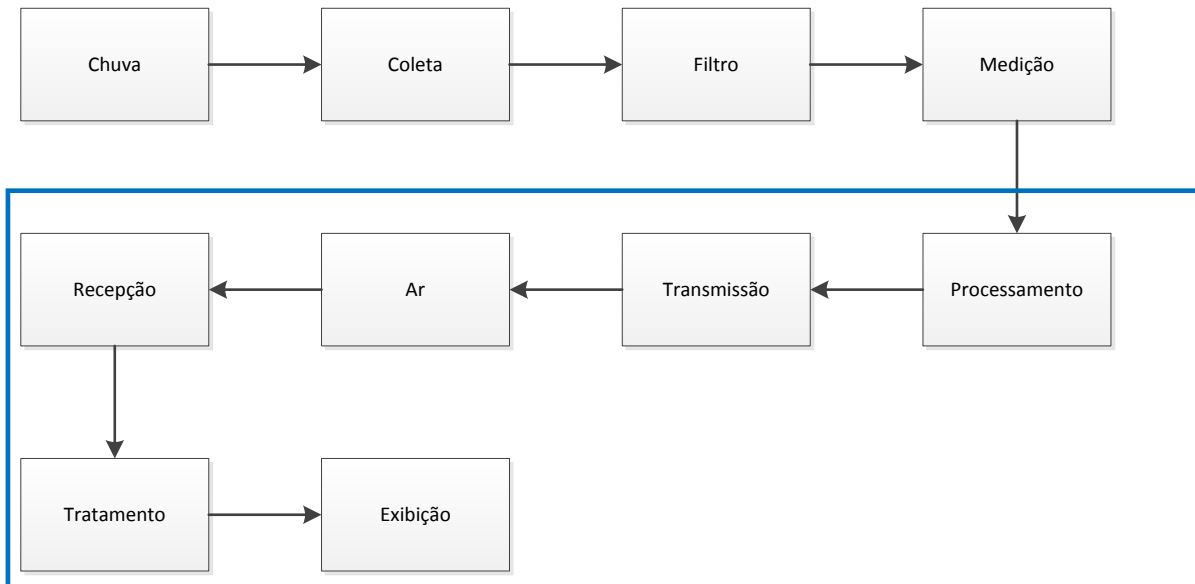 Chuva
Coleta
Filtro
Medição
Recepção
Ar
Transmissão
Processamento
Tratamento
Exibição